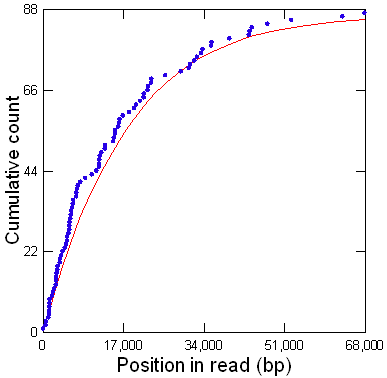 88
66
44
22
0
Cumulative count
0 17,000 34,000 51,000 68,000
Position in read (bp)